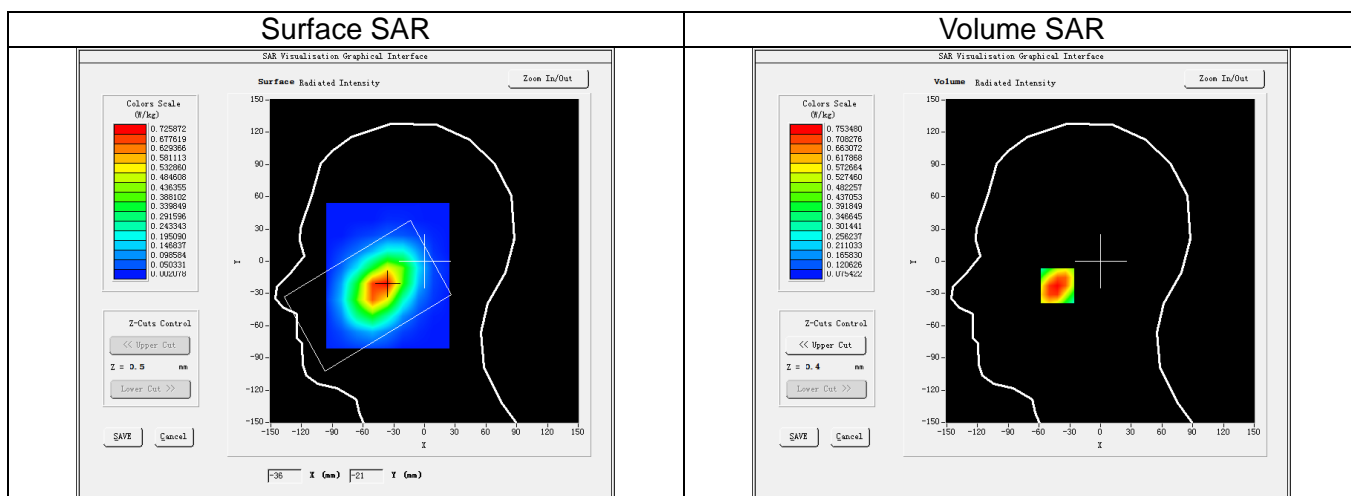 Surface SAR
SAR Visualisation Graphical Interface
Surface Radiated Intensity
Zoom In/Out
Colors Scale
(W/kg)
0.725872
0.677619
0.629366
0.581113
0.532860
0.484608
0.436355
0.388102
0.339849
0.291596
0.243343
0.195090
0.146837
0.098584
0.050331
0.002078
Z-Cuts Control
<< Upper Cut
Z = 0.5 mm
Lower Cut >>
SAVE Cancel
150
120
90
60
30
0
-30
-60
-90
-120
-150
Y
-150 -120 -90 -60 -30 0 30 60 90 120 150
X
-36 X (mm) -21 Y (mm)
Volume SAR
SAR Visualisation Graphical Interface
Volume Radiated Intensity
Zoom In/Out
Colors Scale
(W/kg)
0.753480
0.708276
0.663072
0.617868
0.572664
0.527460
0.482257
0.437053
0.391849
0.346645
0.301441
0.256237
0.211033
0.165830
0.120626
0.075422
Z-Cuts Control
<< Upper Cut
Z = 0.4 mm
Lower Cut >>
SAVE Cancel
150
120
90
60
30
0
-30
-60
-90
-120
-150
Y
-150 -120 -90 -60 -30 0 30 60 90 120 150
X